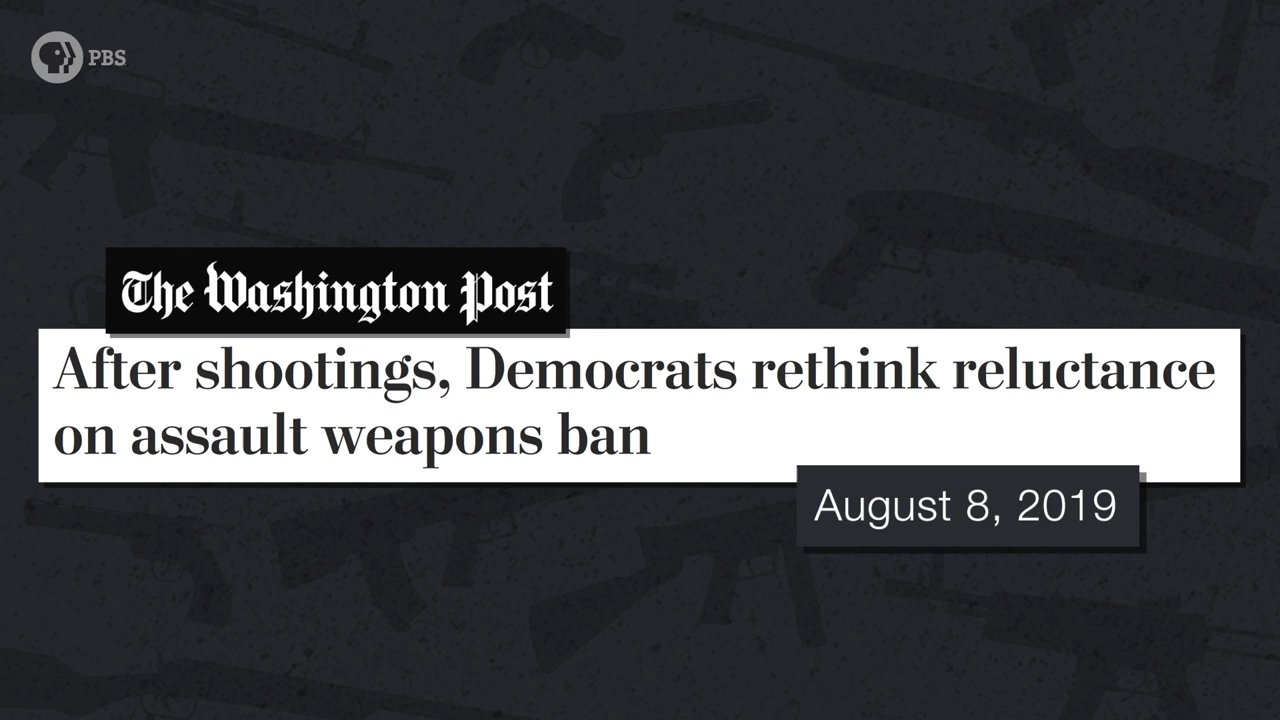 PBS
The Washington Post
After shootings, Democrats rethink reluctance
on assault weapons ban
August 8, 2019